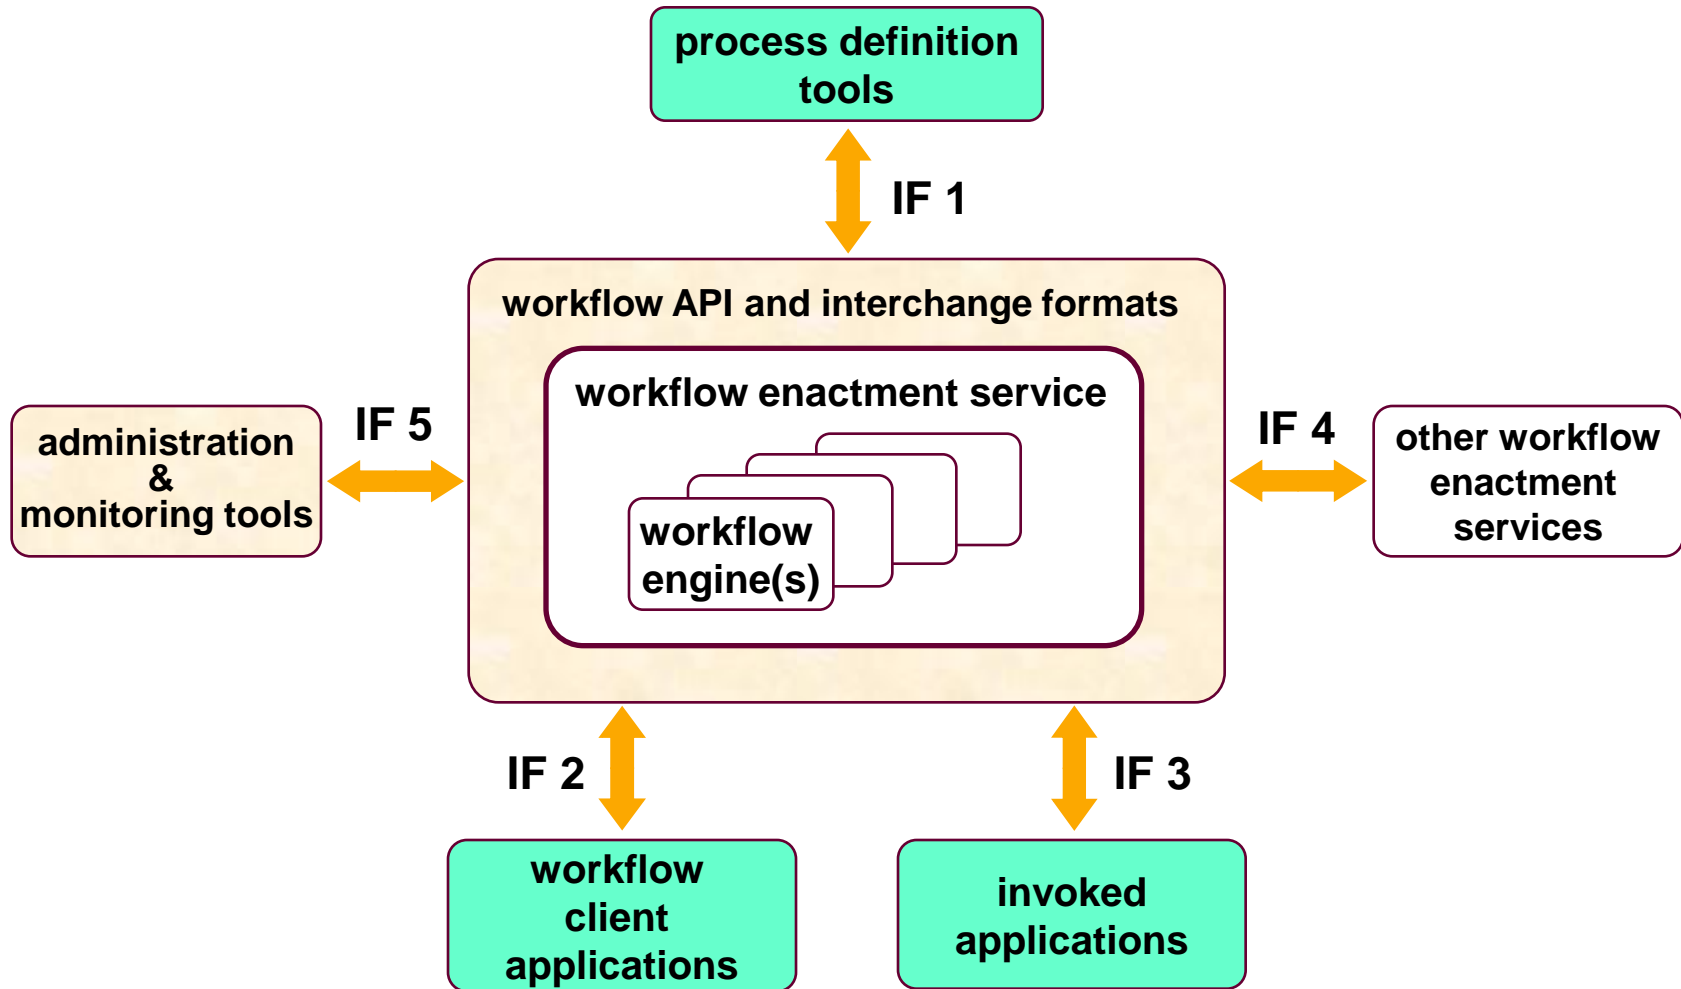 process definition
tools
IF 1
workflow API and interchange formats
workflow enactment service
workflow
engine(s)
IF 5
administration
&
monitoring tools
IF 4
other workflow
enactment
services
IF 2
IF 3
workflow
client
applications
invoked
applications